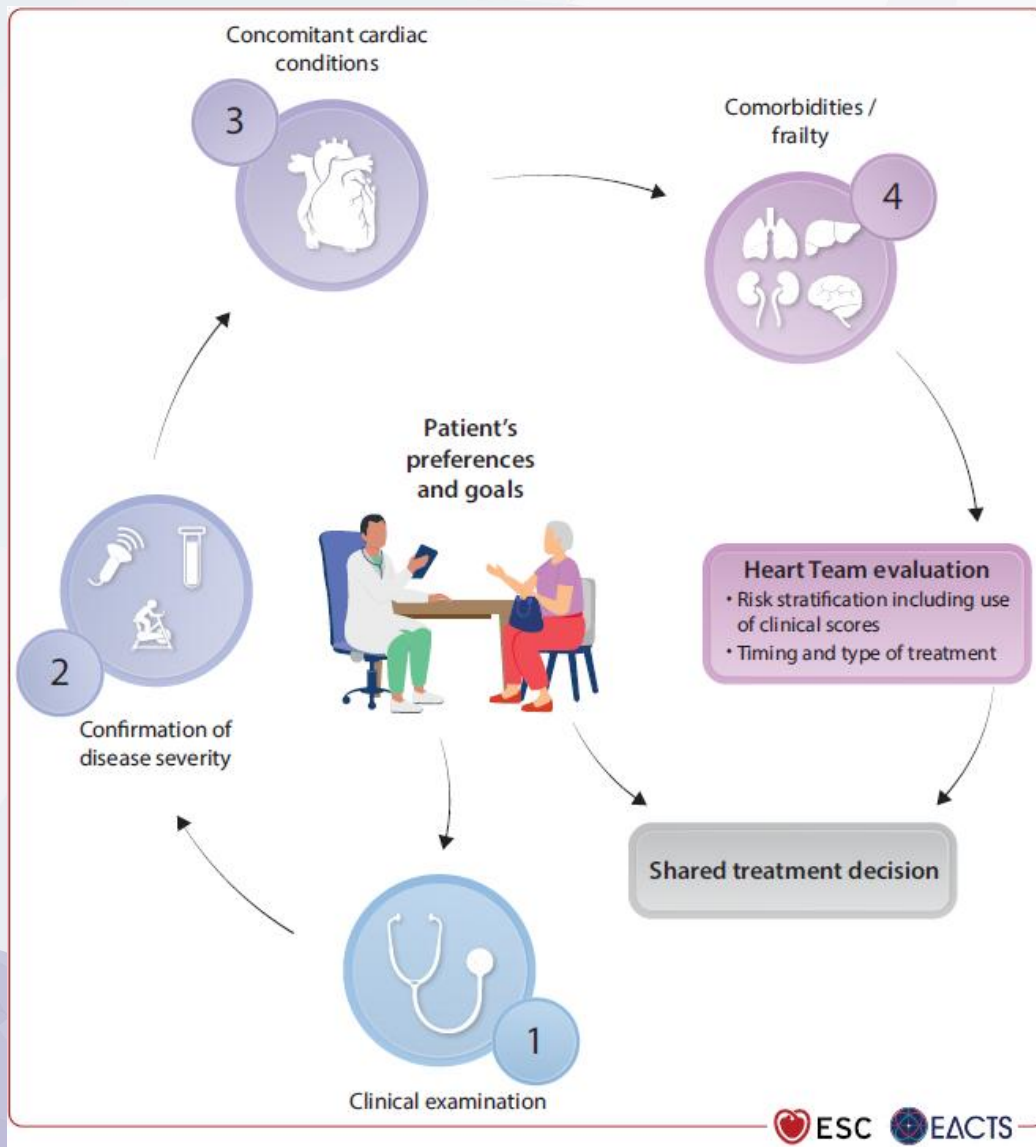 Concomitant cardiac
conditions
3
Comorbidities /
frailty
4
Patient's
preferences
and goals
Heart Team evaluation
• Risk stratification including use
of clinical scores
• Timing and type of treatment
2
Confirmation of
disease severity
Shared treatment decision
1
Clinical examination
ESC
EACTS